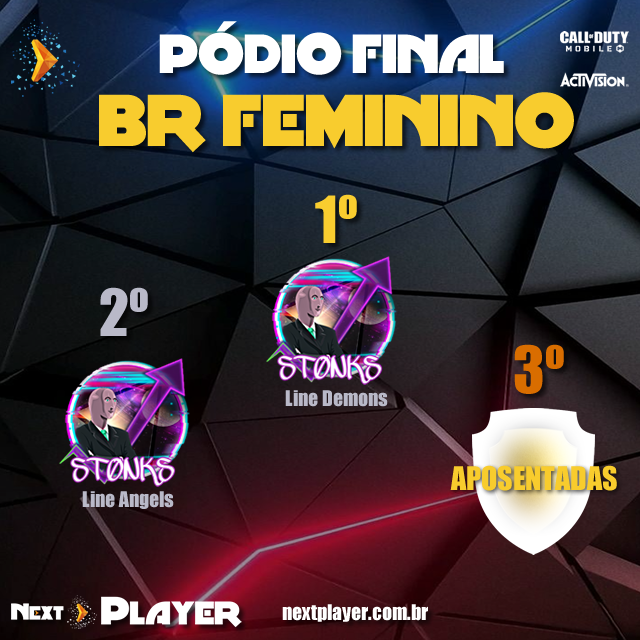 PÓDIO FINAL
BR FEMININO
CALL OF DUTY
MOBILE
ACTIVISION
1º
STONKS
Line Demons
2º
STONKS
Line Angels
3º
APOSENTADAS
NEXT PLAYER
nextplayer.com.br